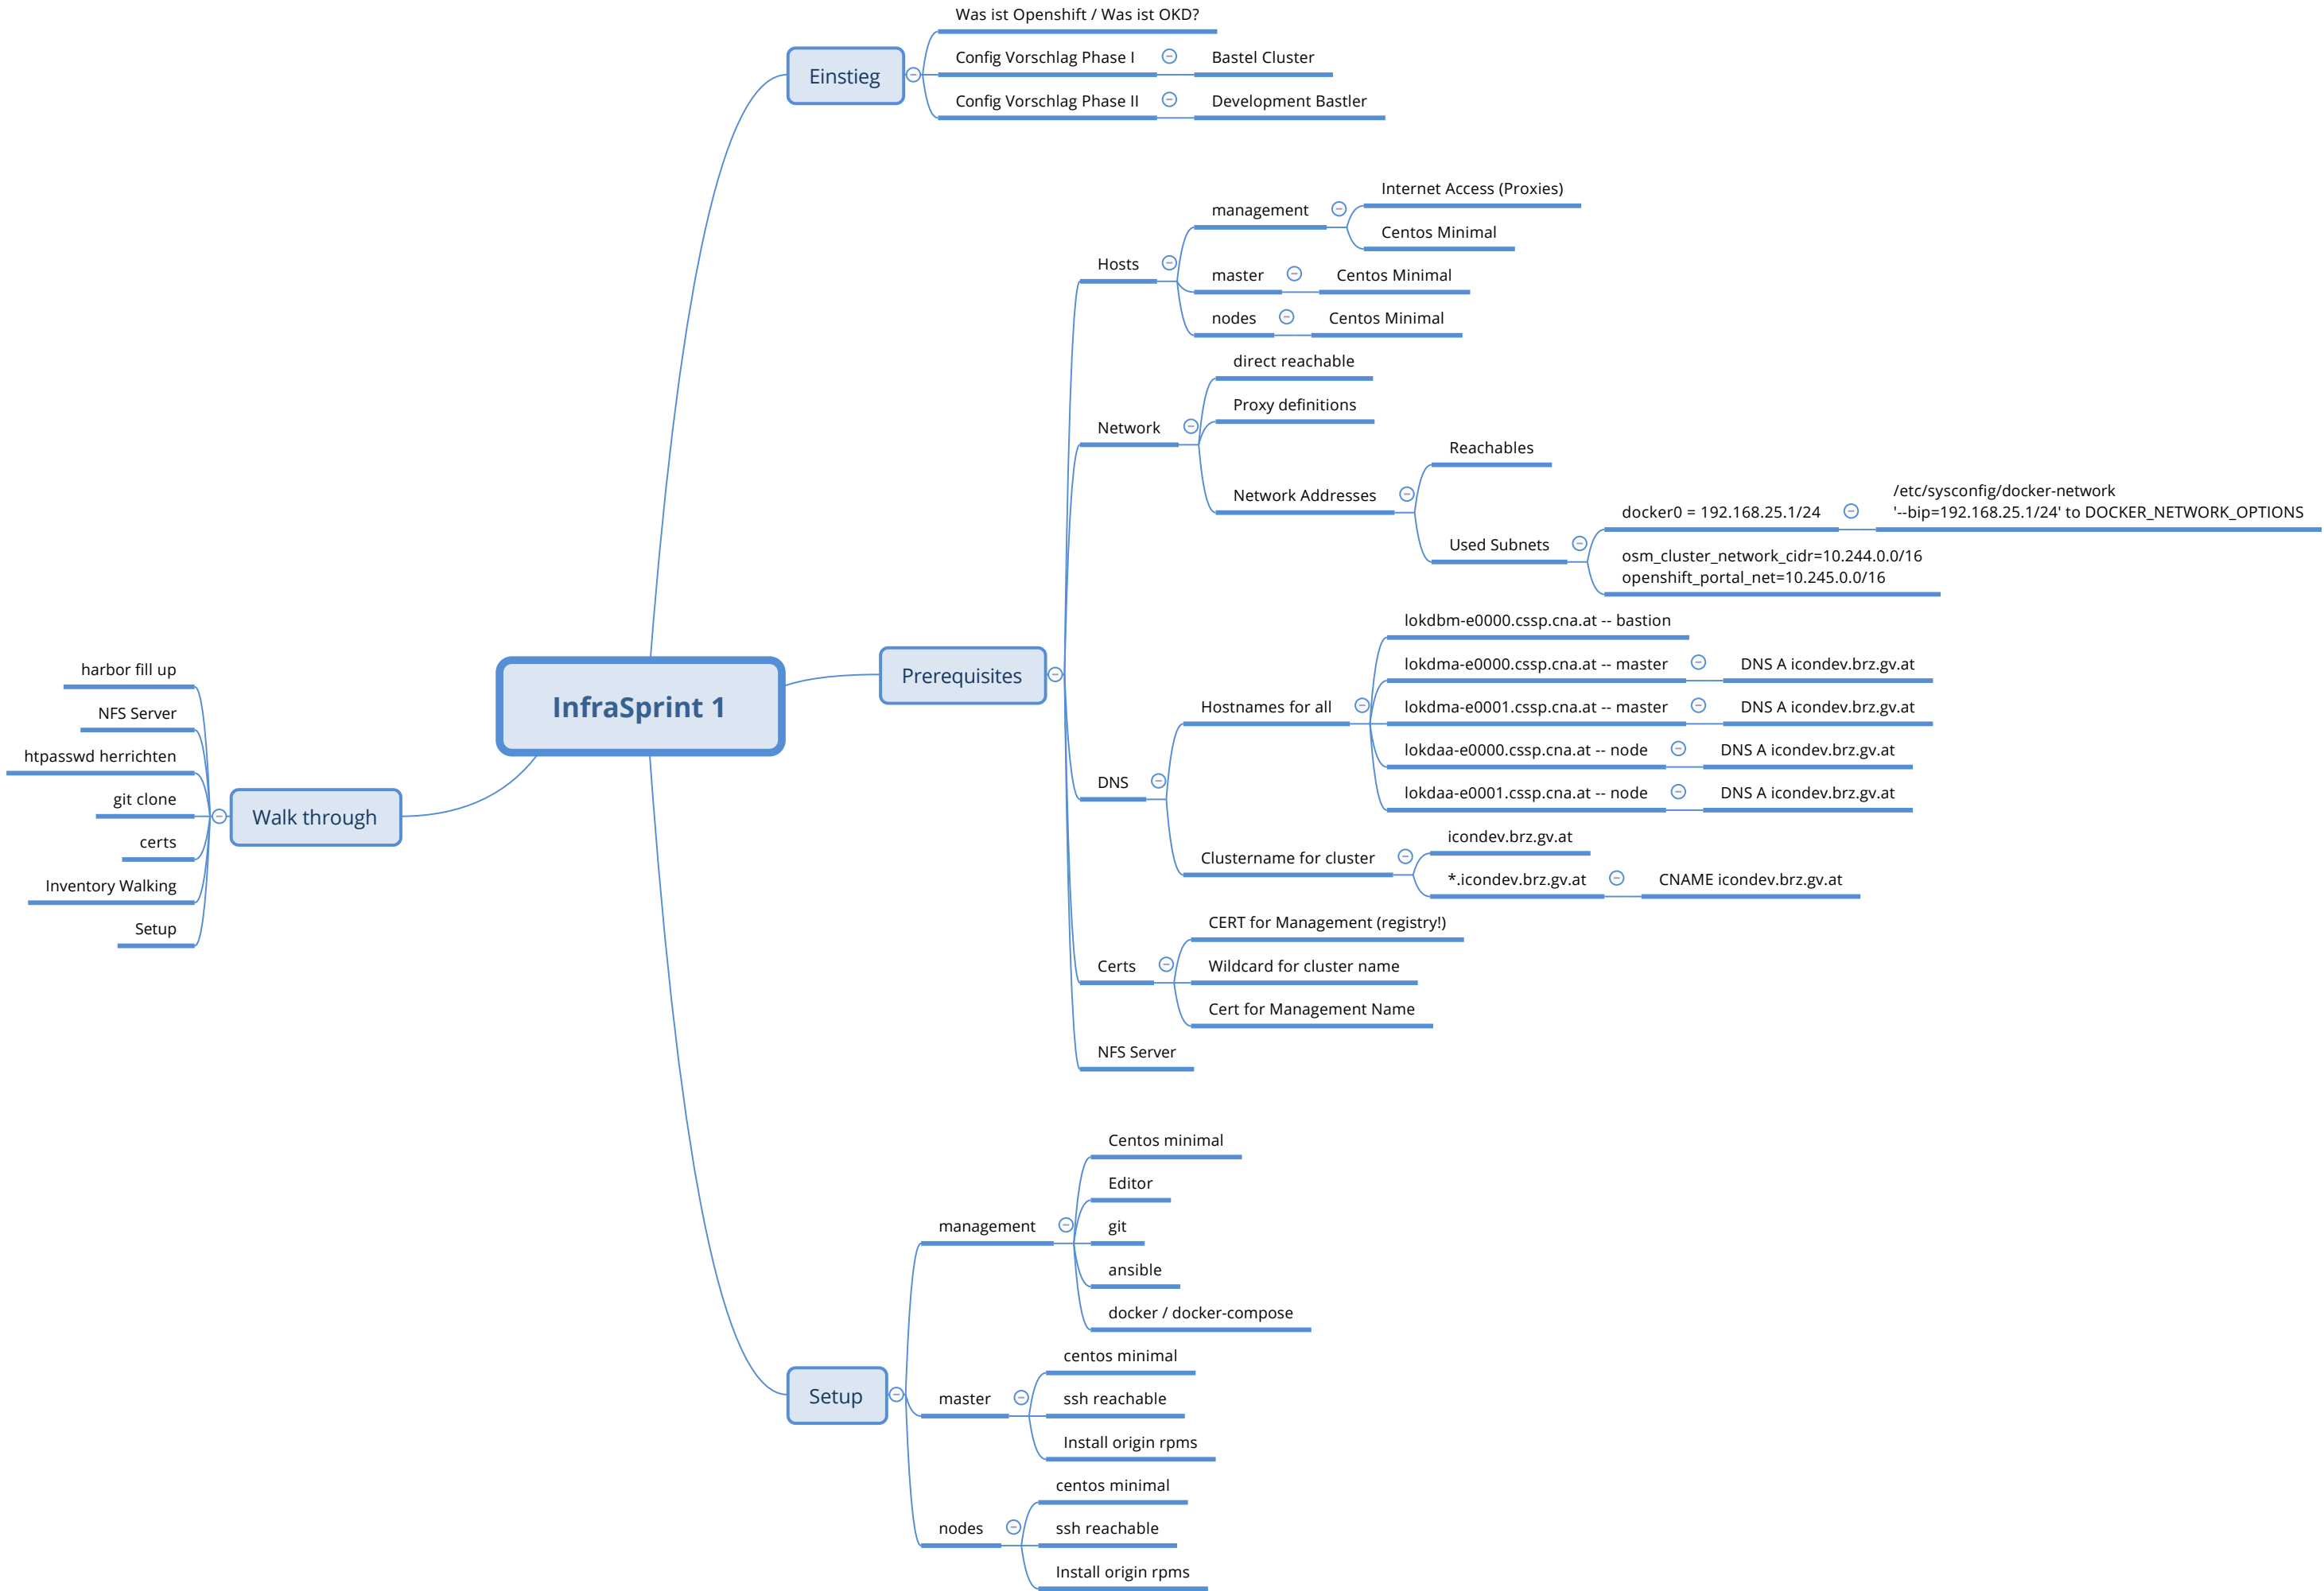 Was ist Openshift / Was ist OKD?
Einstieg
Config Vorschlag Phase I
Bastel Cluster
Config Vorschlag Phase II
Development Bastler
Internet Access (Proxies)
management
Centos Minimal
Hosts
master
Centos Minimal
nodes
Centos Minimal
direct reachable
Proxy definitions
Network
Reachables
Network Addresses
/etc/sysconfig/docker-network
'--bip=192.168.25.1/24' to DOCKER_NETWORK_OPTIONS
docker0 = 192.168.25.1/24
Used Subnets
osm_cluster_network_cidr=10.244.0.0/16
openshift_portal_net=10.245.0.0/16
lokdbm-e0000.cssp.cna.at -- bastion
Prerequisites
lokdma-e0000.cssp.cna.at -- master
DNS A icondev.brz.gv.at
Hostnames for all
lokdma-e0001.cssp.cna.at -- master
DNS A icondev.brz.gv.at
lokdaa-e0000.cssp.cna.at -- node
DNS A icondev.brz.gv.at
DNS
lokdaa-e0001.cssp.cna.at -- node
DNS A icondev.brz.gv.at
icondev.brz.gv.at
Clustername for cluster
*.icondev.brz.gv.at
CNAME icondev.brz.gv.at
CERT for Management (registry!)
Certs
Wildcard for cluster name
Cert for Management Name
NFS Server
InfraSprint 1
harbor fill up
NFS Server
htpasswd herrichten
git clone
Walk through
certs
Inventory Walking
Setup
Centos minimal
Editor
management
git
ansible
docker / docker-compose
Setup
centos minimal
master
ssh reachable
Install origin rpms
centos minimal
nodes
ssh reachable
Install origin rpms